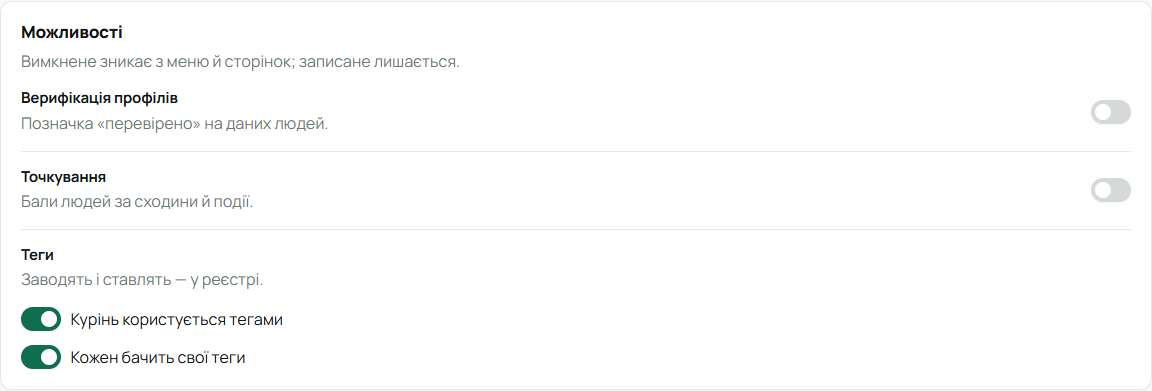 Можливості
Вимкнене зникає з меню й сторінок; записане лишається.
Верифікація профілів
Позначка «перевірено» на даних людей.
Точкування
Бали людей за сходини й події.
Теги
Заводять і ставлять — у реєстрі.
Курінь користується тегами
Кожен бачить свої теги